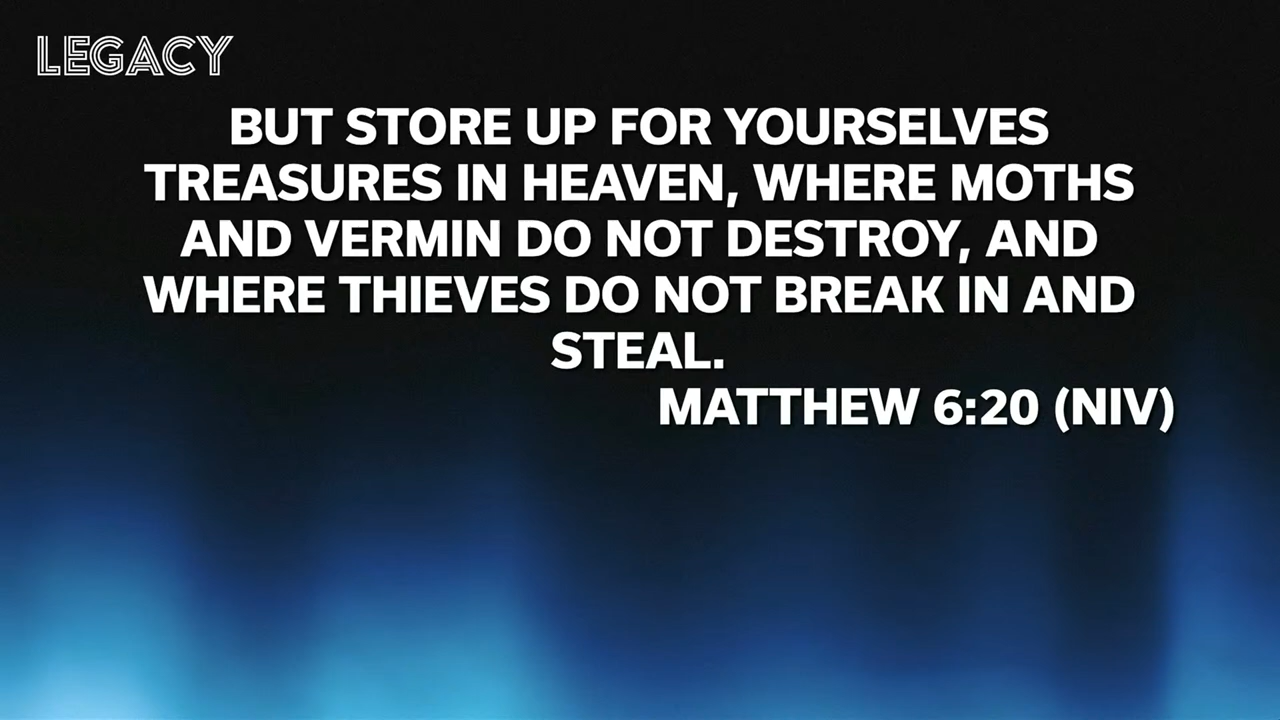 LEGACY
BUT STORE UP FOR YOURSELVES
TREASURES IN HEAVEN, WHERE MOTHS
AND VERMIN DO NOT DESTROY, AND
WHERE THIEVES DO NOT BREAK IN AND
STEAL.
MATTHEW 6:20 (NIV)